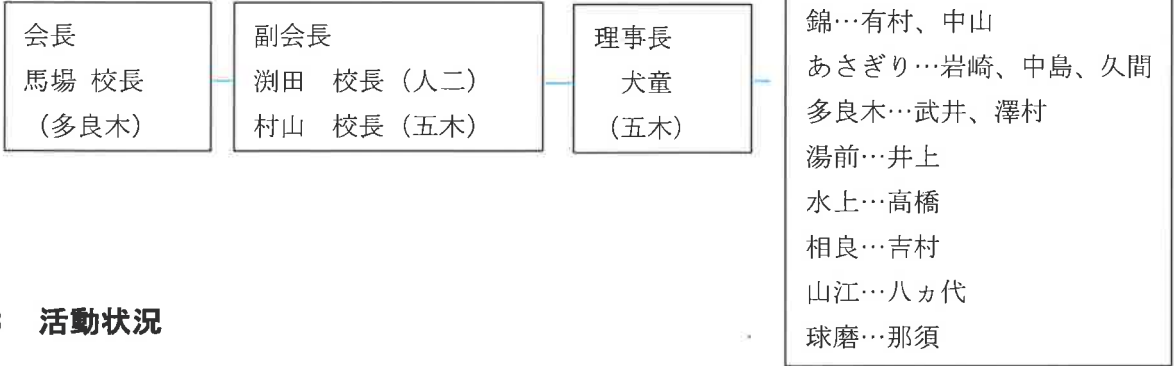 会長
馬場 校長
(多良木)
副会長
渕田 校長(人二)
村山 校長(五木)
理事長
犬童
(五木)
錦…有村、中山
あさぎり…岩崎、中島、久間
多良木…武井、澤村
湯前…井上
水上…高橋
相良…吉村
山江…八ヵ代
球磨…那須
活動状況